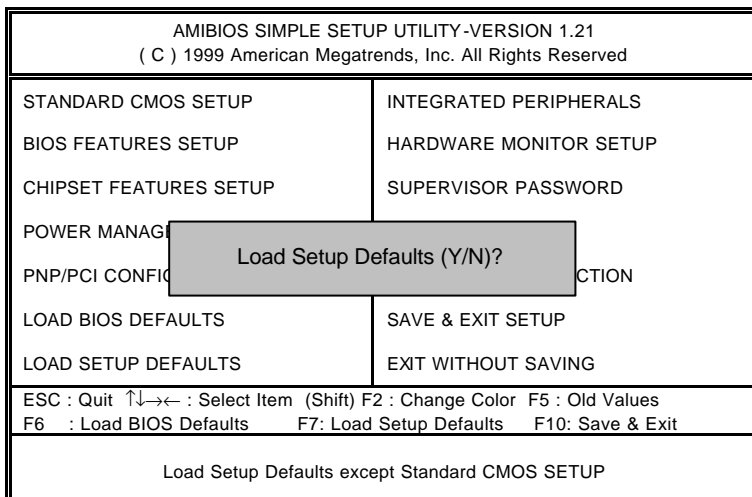 AMIBIOS SIMPLE SETUP UTILITY-VERSION 1.21
( C ) 1999 American Megatrends, Inc. All Rights Reserved
STANDARD CMOS SETUP
BIOS FEATURES SETUP
CHIPSET FEATURES SETUP
POWER MANAG
PNP/PCI CONFIG
LOAD BIOS DEFAULTS
LOAD SETUP DEFAULTS
INTEGRATED PERIPHERALS
HARDWARE MONITOR SETUP
SUPERVISOR PASSWORD
CTION
SAVE & EXIT SETUP
EXIT WITHOUT SAVING
Load Setup Defaults (Y/N)?
ESC : Quit ↑↓→← : Select Item (Shift) F2 : Change Color F5 : Old Values
F6 : Load BIOS Defaults F7: Load Setup Defaults F10: Save & Exit
Load Setup Defaults except Standard CMOS SETUP